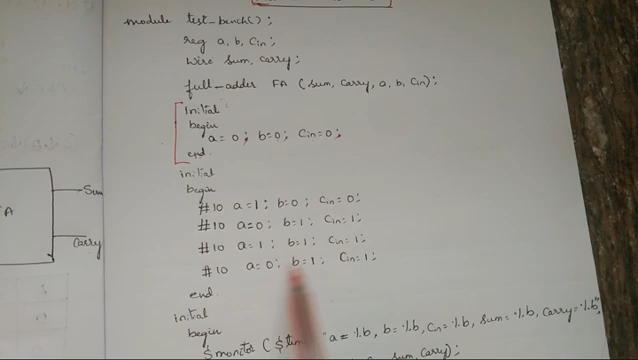 module test_bench();
reg a, b, Cin;
wire sum, carry;
full_adder FA (sum, carry, a, b, Cin);
initial
begin
a=0; b=0; Cin=0;
end
initial
begin
#10 a=1; b=0; Cin=0;
#10 a=0; b=1; Cin=1;
#10 a=1; b=1; Cin=1;
#10 a=0; b=1; Cin=1;
end
initial
begin
$monitor ( $time "a=%b, b=%b, Cin=%b, sum=%b, carry=%b",
sum, carry);
Sum
A
Carry